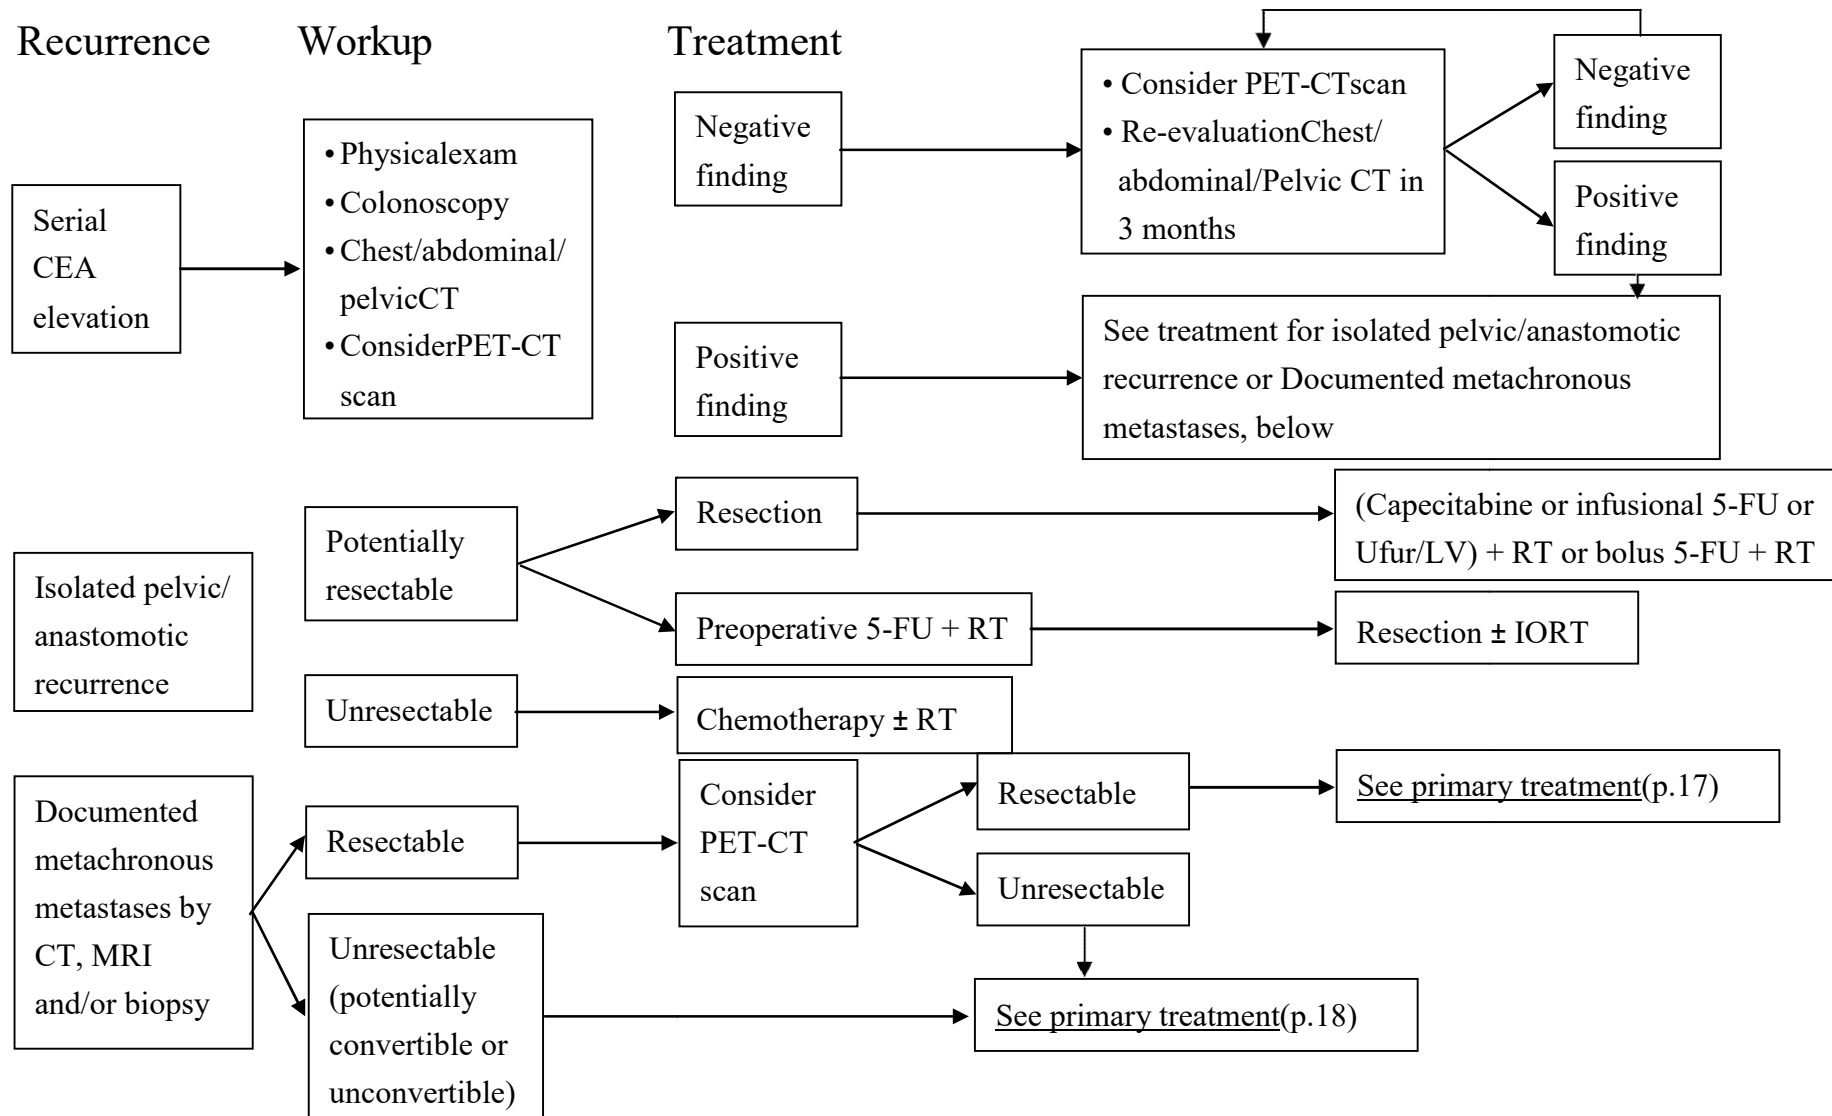 Recurrence
Workup
Treatment
Serial
CEA
elevation
•Physicalexam
•Colonoscopy
•Chest/abdominal/
pelvicCT
•ConsiderPET-CT
scan
Negative
finding
• Consider PET-CTscan
• Re-evaluationChest/
abdominal/Pelvic CT in
3 months
Negative
finding
Positive
finding
Positive
finding
See treatment for isolated pelvic/anastomotic
recurrence or Documented metachronous
metastases, below
Isolated pelvic/
anastomotic
recurrence
Potentially
resectable
Resection
(Capecitabine or infusional 5-FU or
Ufur/LV) + RT or bolus 5-FU + RT
Preoperative 5-FU + RT
Resection ± IORT
Unresectable
Chemotherapy ± RT
Documented
metachronous
metastases by
CT, MRI
and/or biopsy
Resectable
Consider
PET-CT
scan
Resectable
See primary treatment(p.17)
Unresectable
Unresectable
(potentially
convertible or
unconvertible)
See primary treatment(p.18)